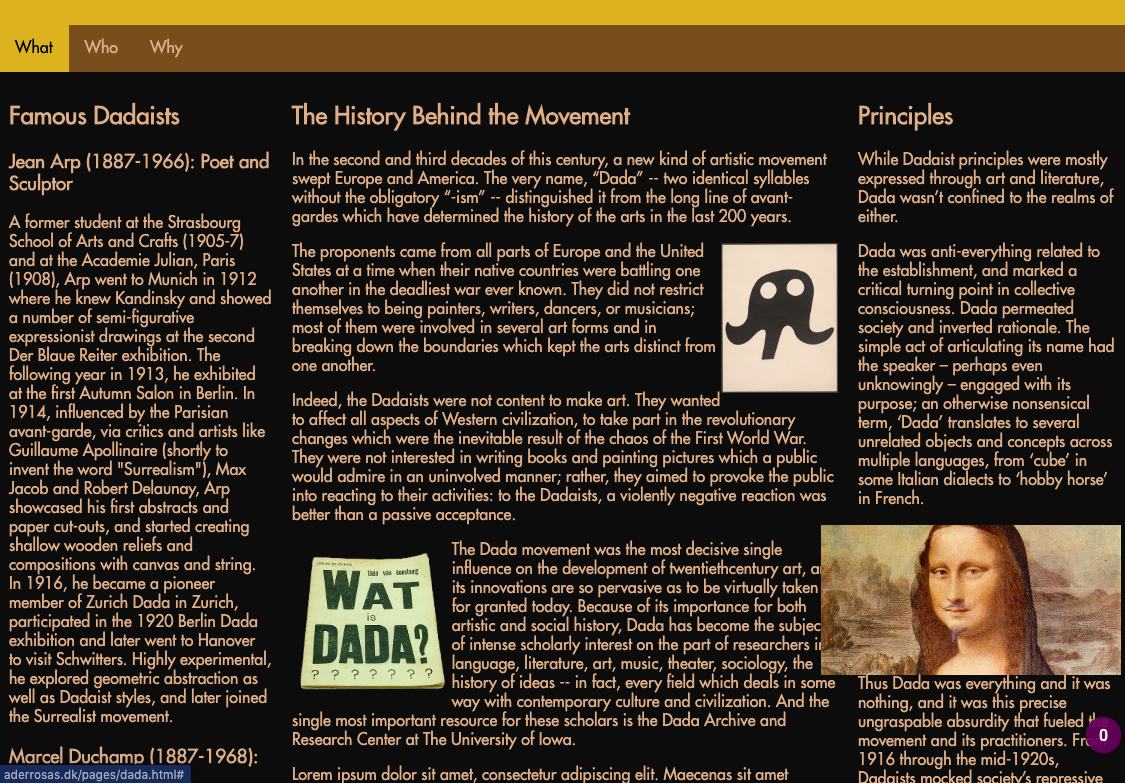 What
Who
Why
Famous Dadaists
Jean Arp (1887-1966): Poet and
Sculptor
A former student at the Strasbourg
School of Arts and Crafts (1905-7)
and at the Academie Julian, Paris
(1908), Arp went to Munich in 1912
where he knew Kandinsky and showed
a number of semi-figurative
expressionist drawings at the second
Der Blaue Reiter exhibition. The
following year in 1913, he exhibited
at the first Autumn Salon in Berlin. In
1914, influenced by the Parisian
avant-garde, via critics and artists like
Guillaume Apollinaire (shortly to
invent the word "Surrealism"), Max
Jacob and Robert Delaunay, Arp
showcased his first abstracts and
paper cut-outs, and started creating
shallow wooden reliefs and
compositions with canvas and string.
In 1916, he became a pioneer
member of Zurich Dada in Zurich,
participated in the 1920 Berlin Dada
exhibition and later went to Hanover
to visit Schwitters. Highly experimental,
he explored geometric abstraction as
well as Dadaist styles, and later joined
the Surrealist movement.
Marcel Duchamp (1887-1968):
aderrosas.dk/pages/dada.html#
The History Behind the Movement
In the second and third decades of this century, a new kind of artistic movement
swept Europe and America. The very name, “Dada” -- two identical syllables
without the obligatory “-ism” -- distinguished it from the long line of avant-
gardes which have determined the history of the arts in the last 200 years.
The proponents came from all parts of Europe and the United
States at a time when their native countries were battling one
another in the deadliest war ever known. They did not restrict
themselves to being painters, writers, dancers, or musicians;
most of them were involved in several art forms and in
breaking down the boundaries which kept the arts distinct from
one another.
Indeed, the Dadaists were not content to make art. They wanted
to affect all aspects of Western civilization, to take part in the revolutionary
changes which were the inevitable result of the chaos of the First World War.
They were not interested in writing books and painting pictures which a public
would admire in an uninvolved manner; rather, they aimed to provoke the public
into reacting to their activities: to the Dadaists, a violently negative reaction was
better than a passive acceptance.
théo van doesburg
WAT
is
DADA?
? ? ? ? ? ? ?
The Dada movement was the most decisive single
influence on the development of twentiethcentury art,
its innovations are so pervasive as to be virtually taken
for granted today. Because of its importance for both
artistic and social history, Dada has become the subjec
of intense scholarly interest on the part of researchers
language, literature, art, music, theater, sociology, the
history of ideas -- in fact, every field which deals in some
way with contemporary culture and civilization. And the
single most important resource for these scholars is the Dada Archive and
Research Center at The University of Iowa.
Lorem ipsum dolor sit amet, consectetur adipiscing elit. Maecenas sit amet
Principles
While Dadaist principles were mostly
expressed through art and literature,
Dada wasn’t confined to the realms of
either.
Dada was anti-everything related to
the establishment, and marked a
critical turning point in collective
consciousness. Dada permeated
society and inverted rationale. The
simple act of articulating its name had
the speaker – perhaps even
unknowingly – engaged with its
purpose; an otherwise nonsensical
term, ‘Dada’ translates to several
unrelated objects and concepts across
multiple languages, from ‘cube’ in
some Italian dialects to ‘hobby horse’
in French.
Thus Dada was everything and it was
nothing, and it was this precise
ungraspable absurdity that fueled the
movement and its practitioners. From
1916 through the mid-1920s,
Dadaists mocked society’s repressive
0